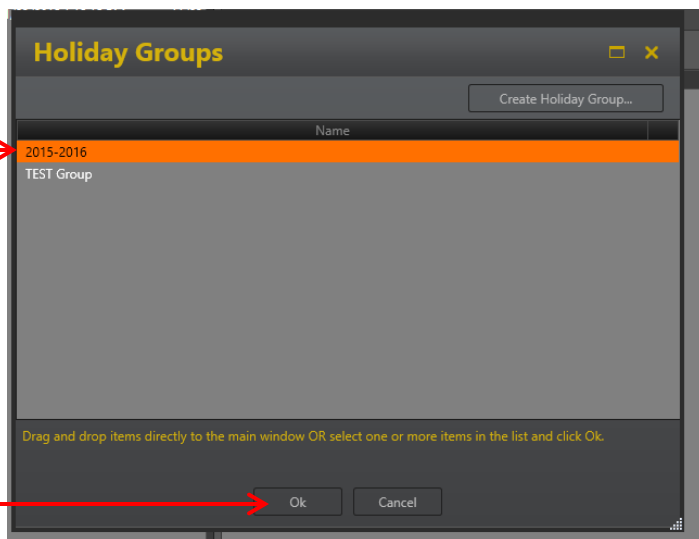 Holiday Groups
Create Holiday Group...
Name
2015-2016
TEST Group
Drag and drop items directly to the main window OR select one or more items in the list and click Ok.
Ok Cancel